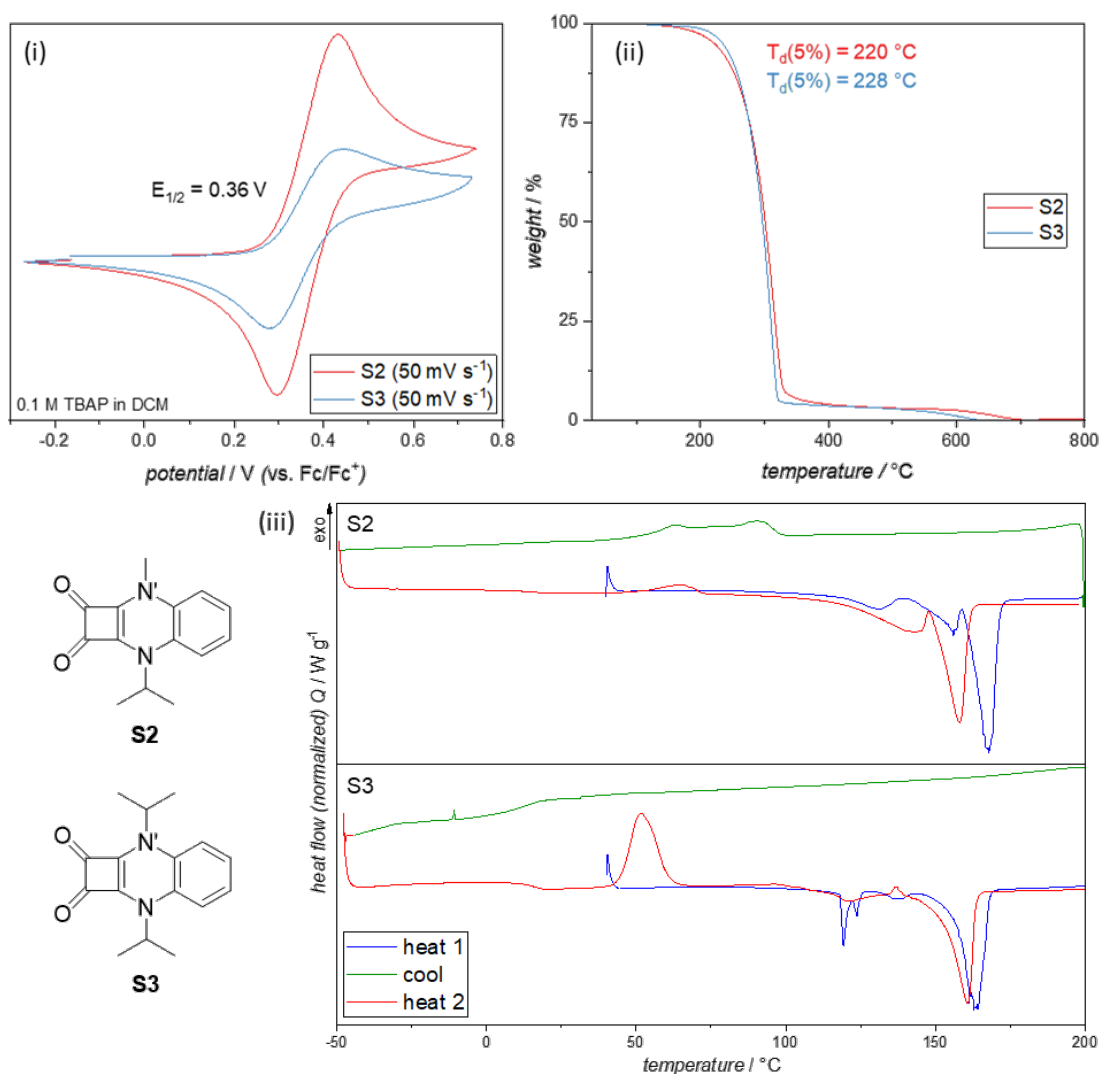 (i)
E1/2 = 0.36 V
S2 (50 mV s-1)
S3 (50 mV s-1)
0.1 M TBAP in DCM
-0.2 0.0 0.2 0.4 0.6 0.8
potential / V (vs. Fc/Fc+)
(ii)
Td(5%) = 220 °C
Td(5%) = 228 °C
S2
S3
100
75
50
25
0
weight / %
200 400 600 800
temperature / °C
O
O
N'
N
S2
O
O
N'
N
S3
(iii)
exo
S2
S3
heat flow (normalized) Q / W g-1
heat 1
cool
heat 2
-50 0 50 100 150 200
temperature / °C